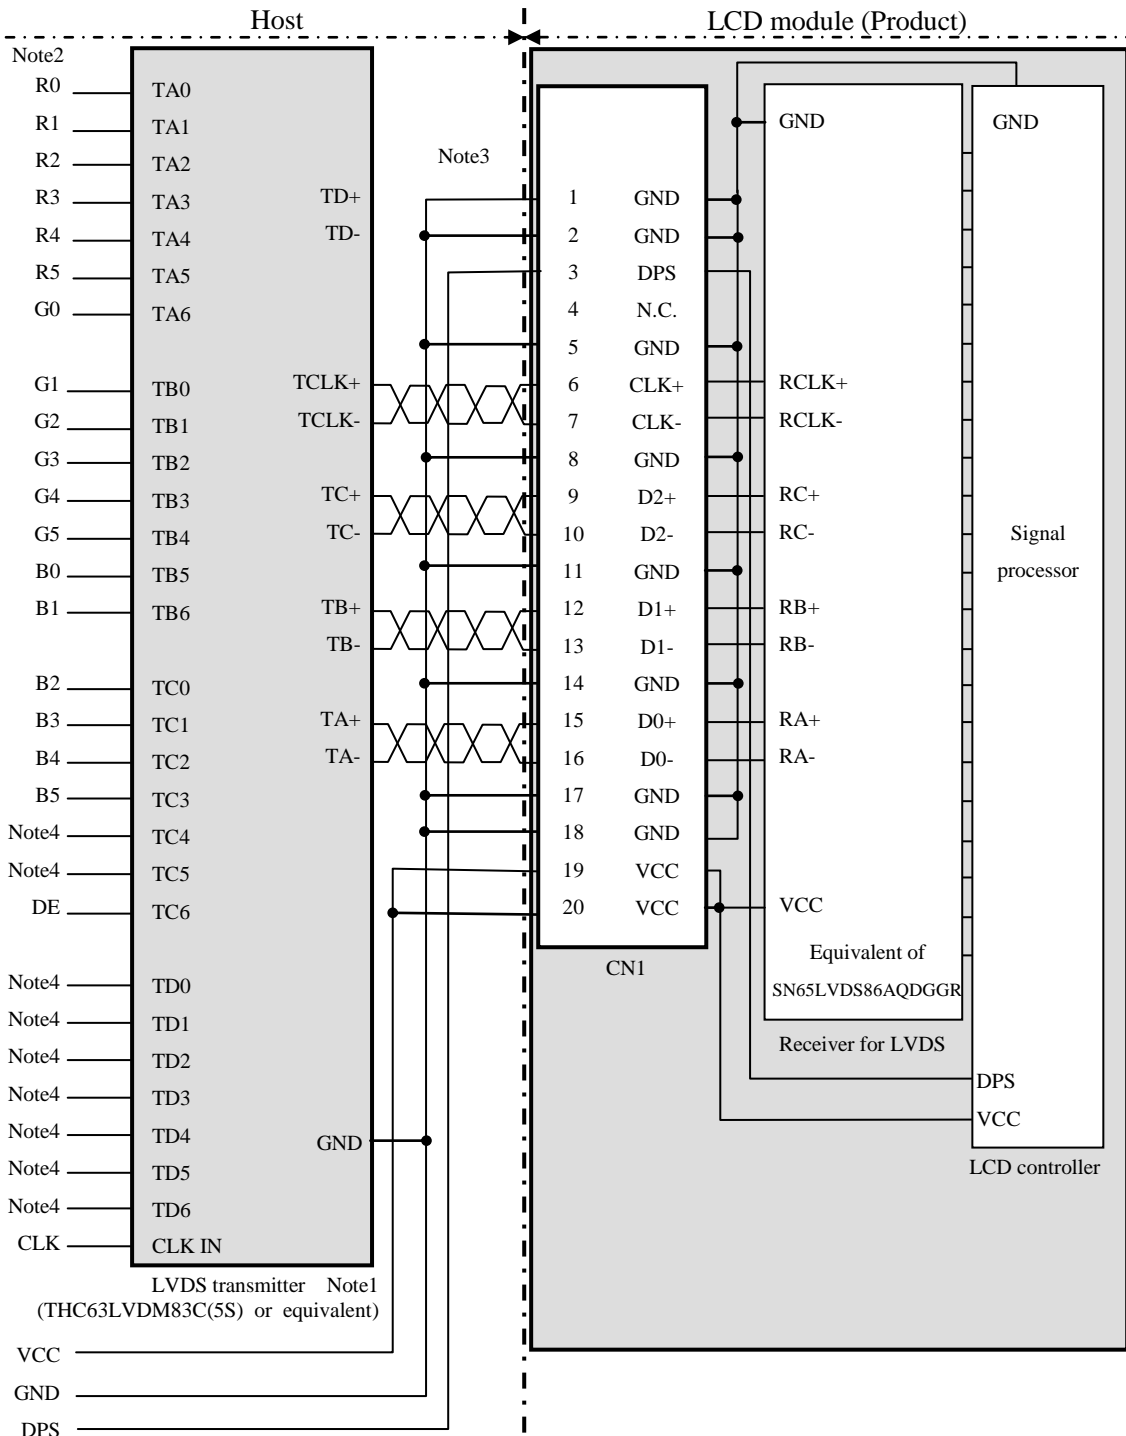 Host
LCD module (Product)
Note2
R0 TA0
R1 TA1
R2 TA2
R3 TA3 TD+
R4 TA4 TD-
R5 TA5
G0 TA6
G1 TB0 TCLK+
G2 TB1 TCLK-
G3 TB2
G4 TB3 TC+
G5 TB4 TC-
B0 TB5
B1 TB6 TB+
TB-
B2 TC0
B3 TC1 TA+
B4 TC2 TA-
B5 TC3
Note4 TC4
Note4 TC5
DE TC6
Note4 TD0
Note4 TD1
Note4 TD2
Note4 TD3
Note4 TD4 GND
Note4 TD5
Note4 TD6
CLK CLK IN
LVDS transmitter Note1
(THC63LVDM83C(5S) or equivalent)
VCC
GND
DPS
Note3
1 GND
2 GND
3 DPS
4 N.C.
5 GND
6 CLK+
7 CLK-
8 GND
9 D2+
10 D2-
11 GND
12 D1+
13 D1-
14 GND
15 D0+
16 D0-
17 GND
18 GND
19 VCC
20 VCC
CN1
GND
RCLK+
RCLK-
RC+
RC-
RB+
RB-
RA+
RA-
VCC
Equivalent of
SN65LVDS86AQDGGR
Receiver for LVDS
GND
Signal
processor
DPS
VCC
LCD controller